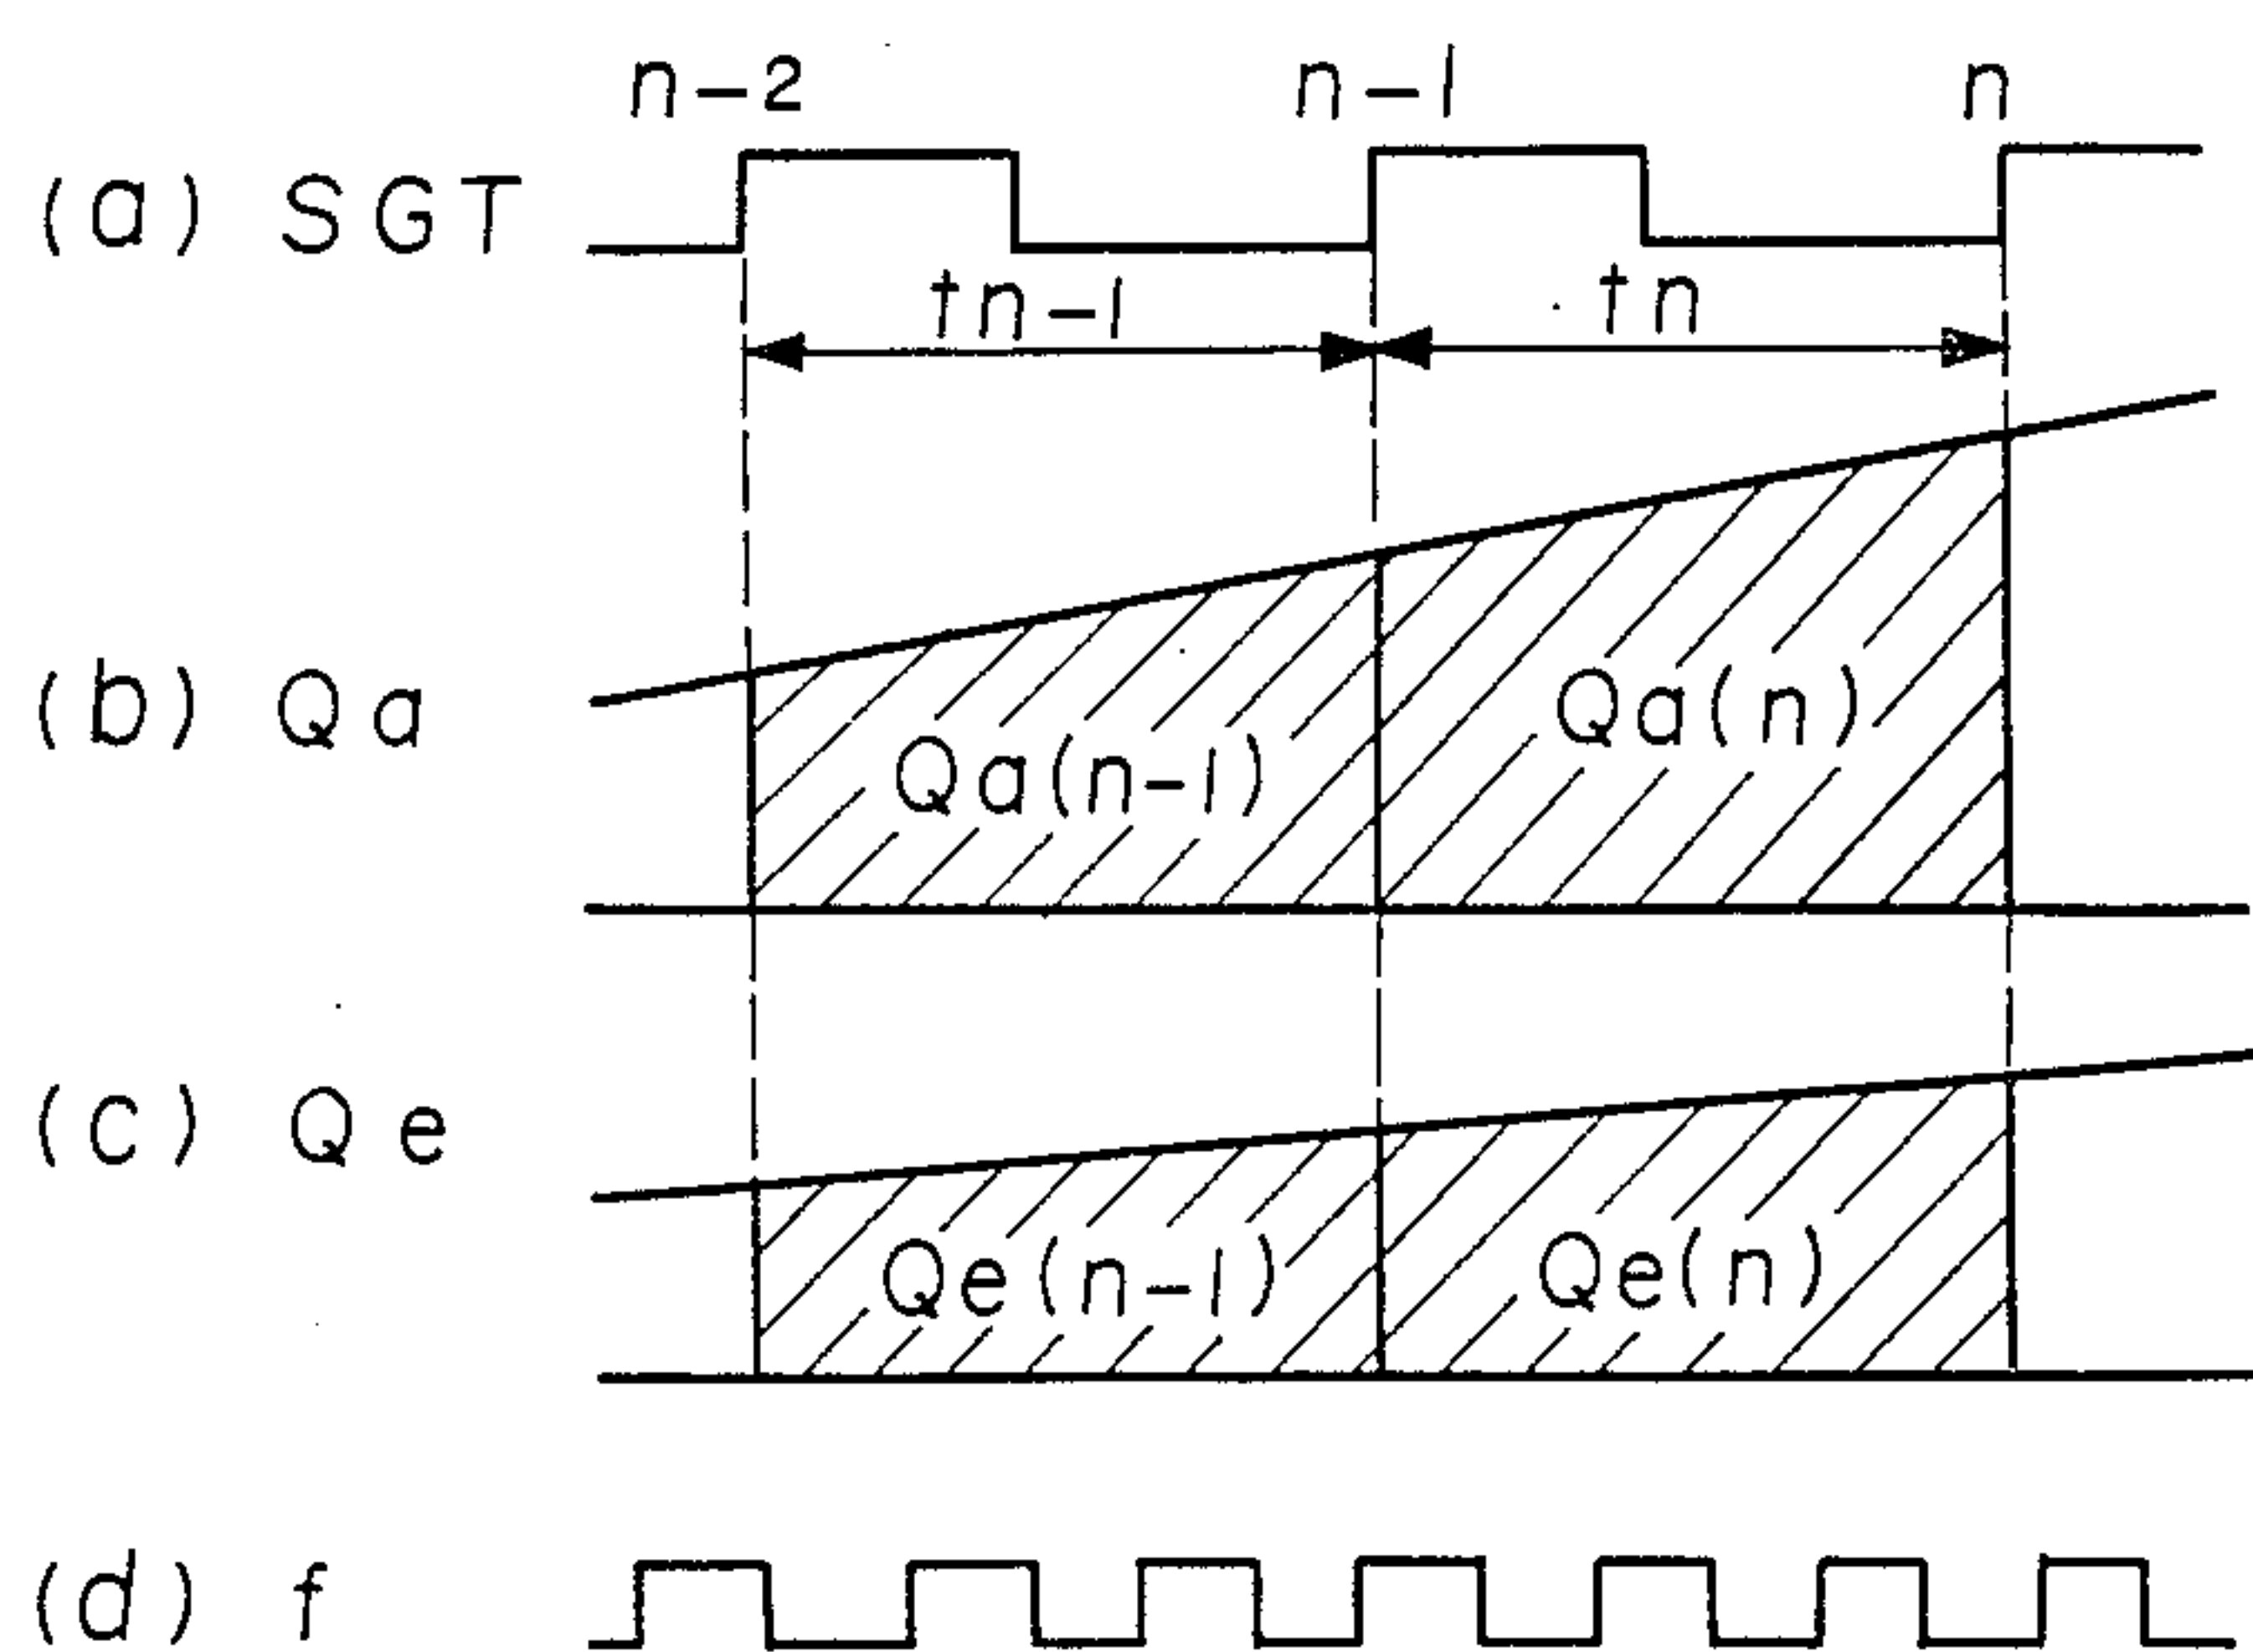 n-2 n-1 n
(a) SGT
tn-1 tn
(b) Qa
Qa(n-1) Qa(n)
(c) Qe
Qe(n-1) Qe(n)
(d) f